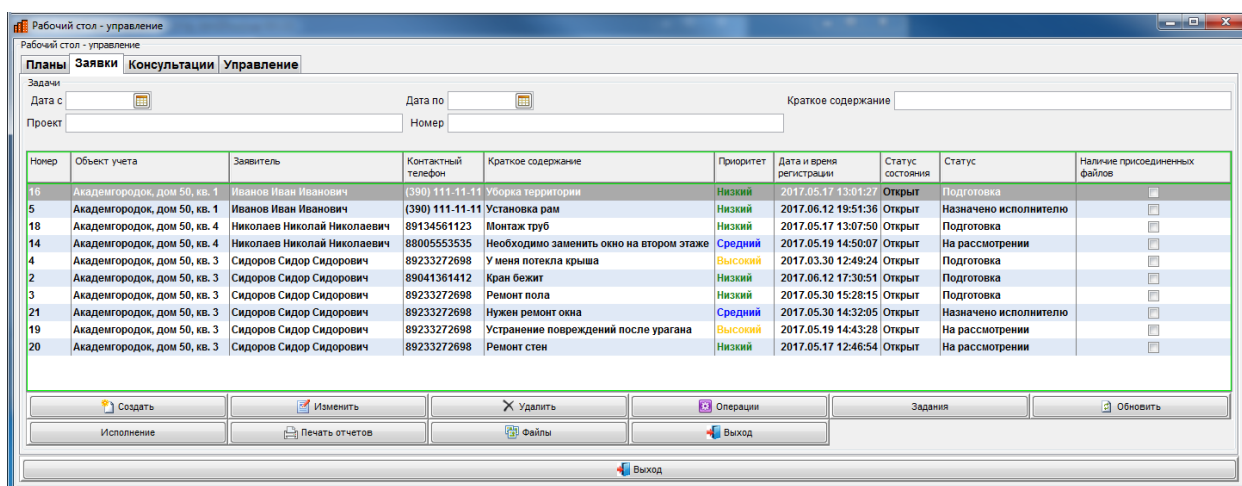 Рабочий стол - управление
Рабочий стол - управление
Планы Заявки Консультации Управление
Задачи
Дата с Дата по Краткое содержание
Проект Номер
Номер Объект учета Заявитель Контактный телефон Краткое содержание Приоритет Дата и время регистрации Статус состояния Статус Наличие присоединенных файлов
16 Академгородок, дом 50, кв. 1 Иванов Иван Иванович (390) 111-11-11 Уборка территории Низкий 2017.05.17 13:01:27 Открыт Подготовка
5 Академгородок, дом 50, кв. 1 Иванов Иван Иванович (390) 111-11-11 Установка рам Низкий 2017.06.12 19:51:36 Открыт Назначено исполнителю
18 Академгородок, дом 50, кв. 4 Николаев Николай Николаевич 89134561123 Монтаж труб Низкий 2017.05.17 13:07:50 Открыт Подготовка
14 Академгородок, дом 50, кв. 4 Николаев Николай Николаевич 88005553535 Необходимо заменить окно на втором этаже Средний 2017.05.19 14:50:07 Открыт На рассмотрении
4 Академгородок, дом 50, кв. 3 Сидоров Сидор Сидорович 89233272698 У меня потекла крыша Высокий 2017.03.30 12:49:24 Открыт Подготовка
2 Академгородок, дом 50, кв. 3 Сидоров Сидор Сидорович 89041361412 Кран бежит Низкий 2017.06.12 17:30:51 Открыт Подготовка
3 Академгородок, дом 50, кв. 3 Сидоров Сидор Сидорович 89233272698 Ремонт пола Низкий 2017.05.30 15:28:15 Открыт Подготовка
21 Академгородок, дом 50, кв. 3 Сидоров Сидор Сидорович 89233272698 Нужен ремонт окна Средний 2017.05.30 14:32:05 Открыт Назначено исполнителю
19 Академгородок, дом 50, кв. 3 Сидоров Сидор Сидорович 89233272698 Устранение повреждений после урагана Высокий 2017.05.19 14:43:28 Открыт На рассмотрении
20 Академгородок, дом 50, кв. 3 Сидоров Сидор Сидорович 89233272698 Ремонт стен Низкий 2017.05.17 12:46:54 Открыт На рассмотрении
Создать Изменить Удалить Операции Задания Обновить
Исполнение Печать отчетов Файлы Выход
Выход